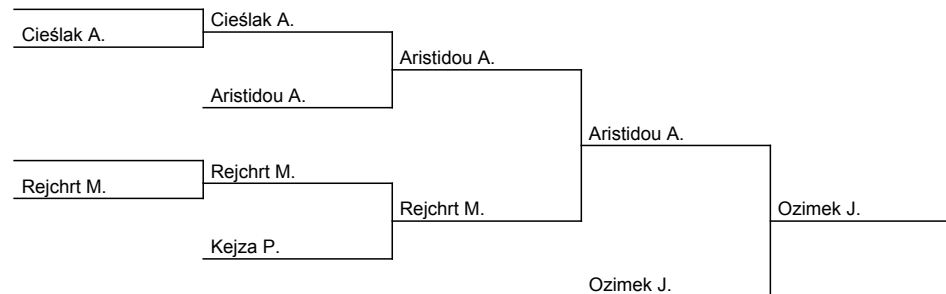 Cieślak A.
Cieślak A.
Aristidou A.
Aristidou A.
Aristidou A.
Rejchrt M.
Rejchrt M.
Rejchrt M.
Ozimek J.
Kejza P.
Ozimek J.